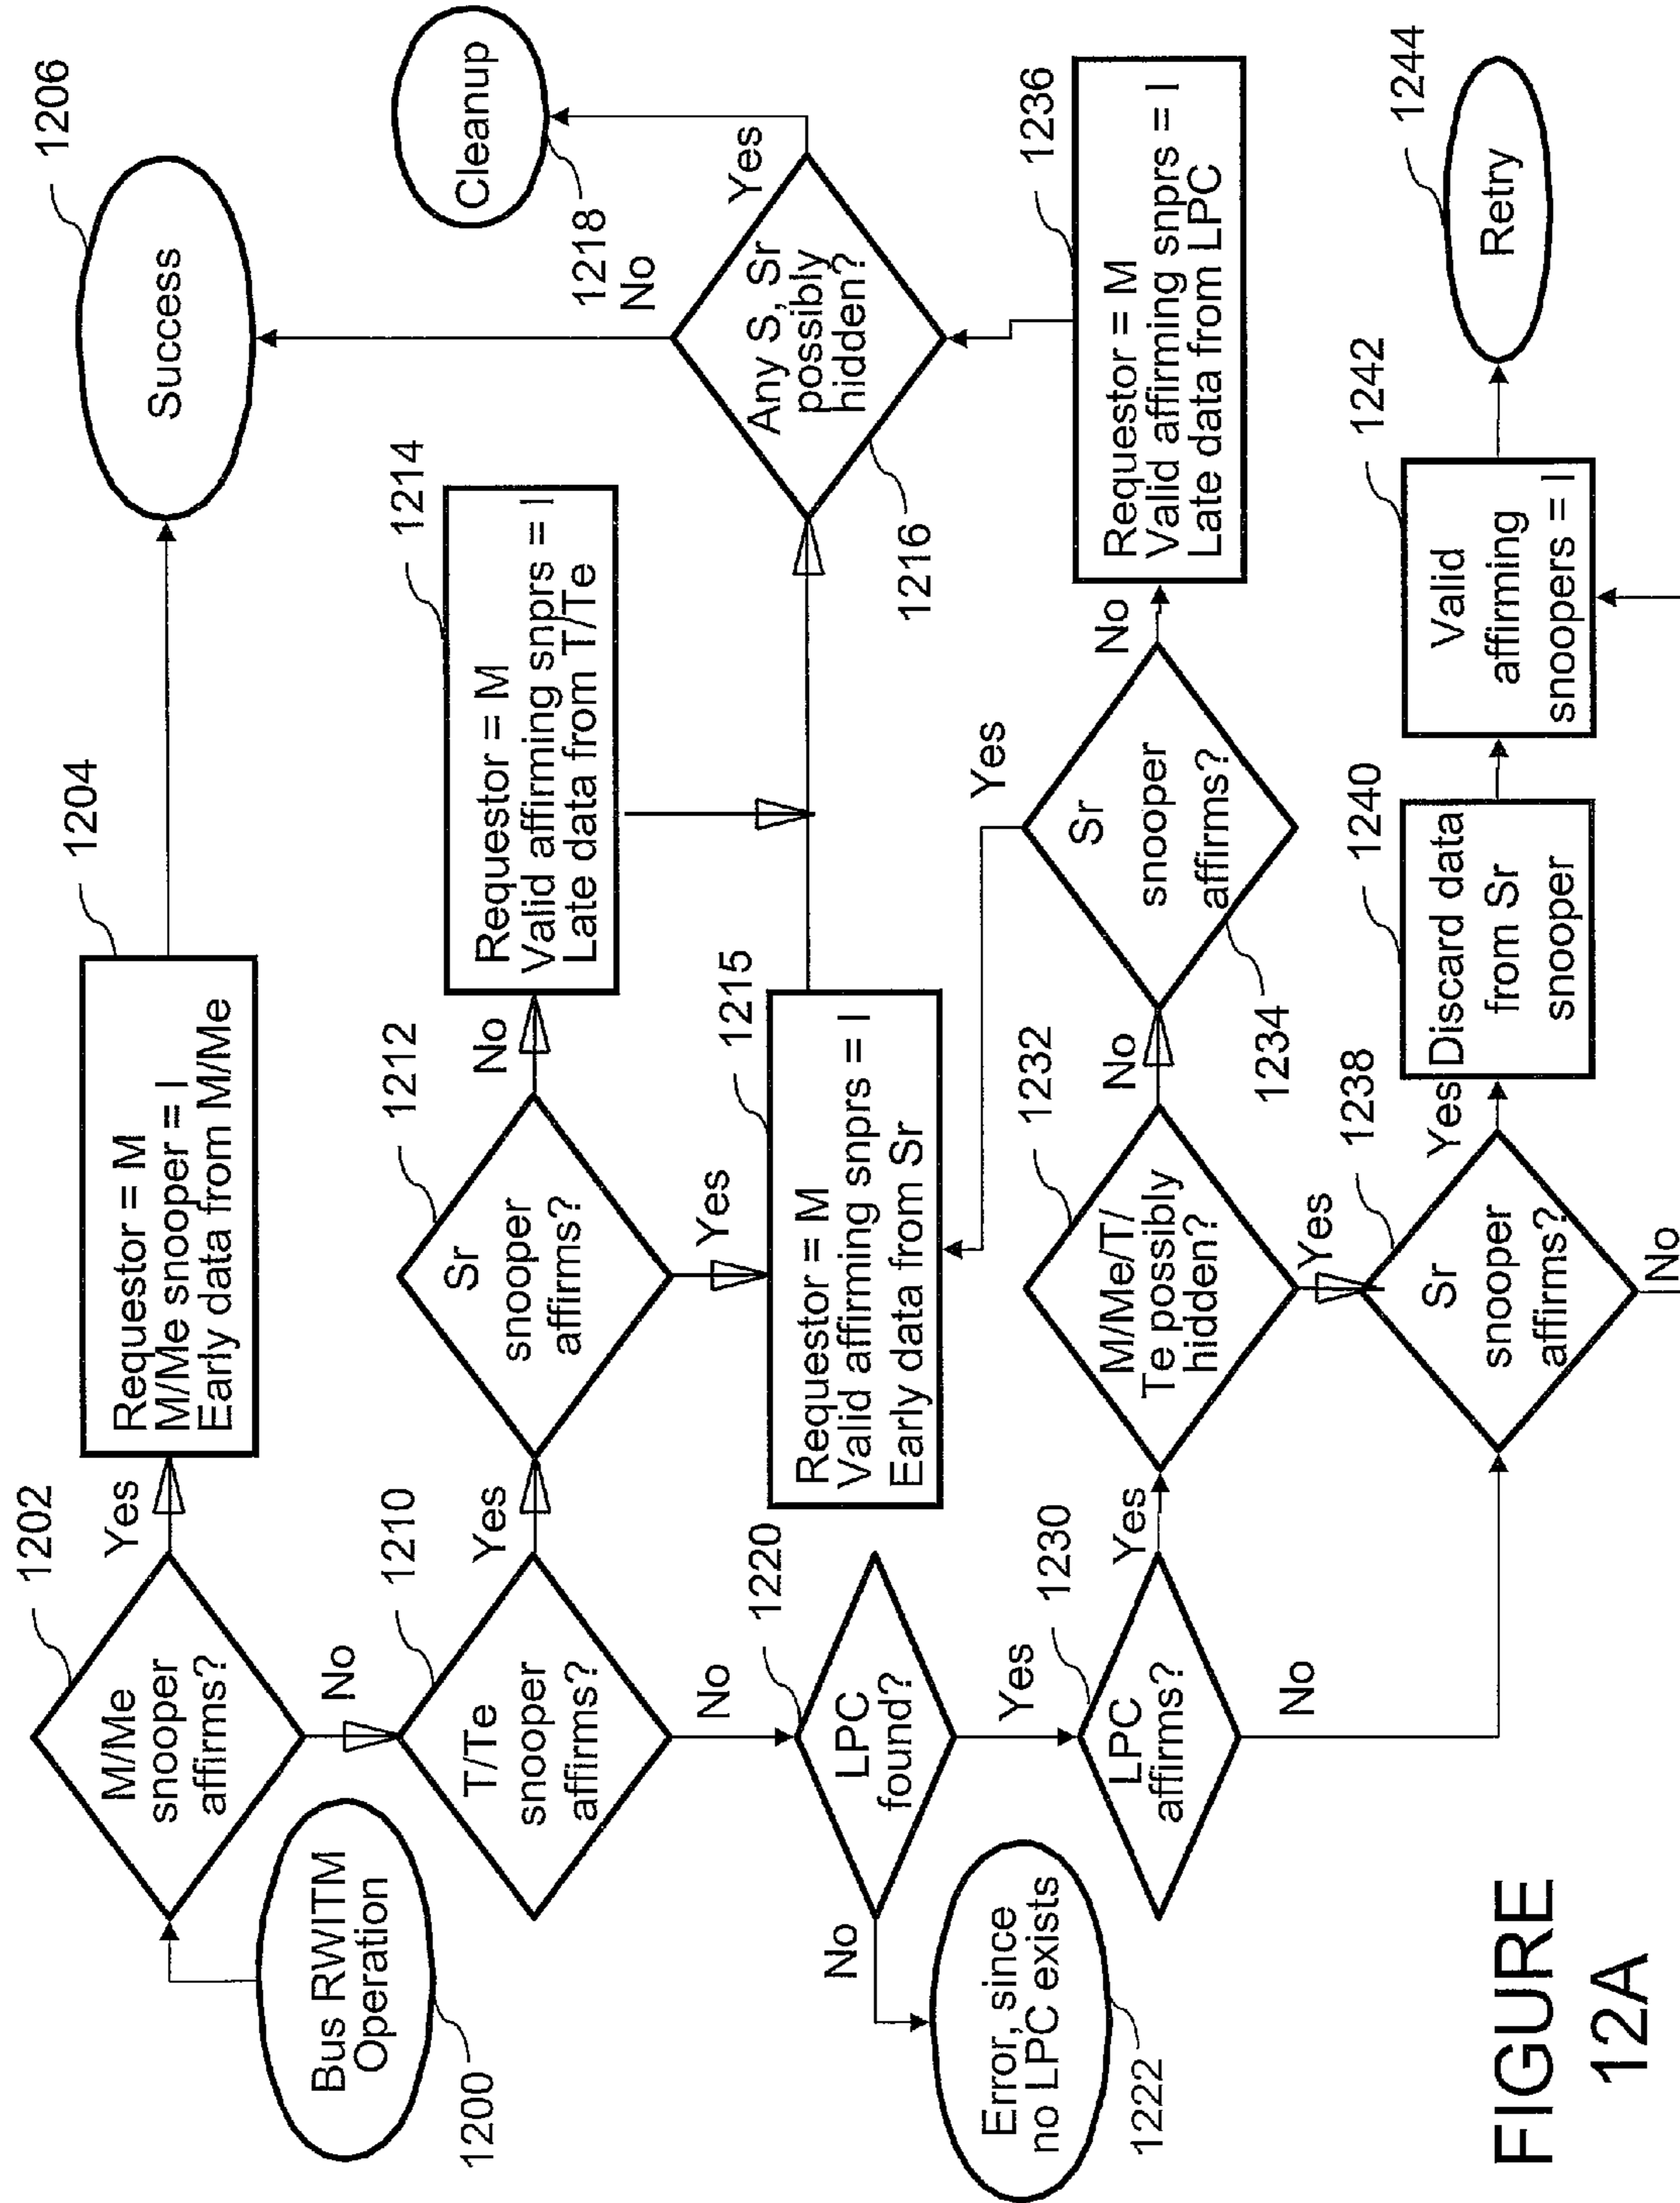 1200
Bus RWITM
Operation
1202
M/Me
snooper
affirms?
Yes
No
1204
Requestor = M
M/Me snooper = I
Early data from M/Me
1206
Success
1210
T/Te
snooper
affirms?
Yes
No
1212
Sr
snooper
affirms?
No
Yes
1214
Requestor = M
Valid affirming snprs = I
Late data from T/Te
1215
Requestor = M
Valid affirming snprs = I
Early data from Sr
1216
Any S, Sr
possibly
hidden?
No
Yes
1218
Cleanup
1220
LPC
found?
No
Yes
1222
Error, since
no LPC exists
1230
LPC
affirms?
Yes
No
1232
M/Me/T/
Te possibly
hidden?
No
Yes
1234
Sr
snooper
affirms?
Yes
No
1236
Requestor = M
Valid affirming snprs = I
Late data from LPC
1238
Sr
snooper
affirms?
Yes
No
1240
Discard data
from Sr
snooper
1242
Valid
affirming
snoopers = I
1244
Retry
FIGURE
12A